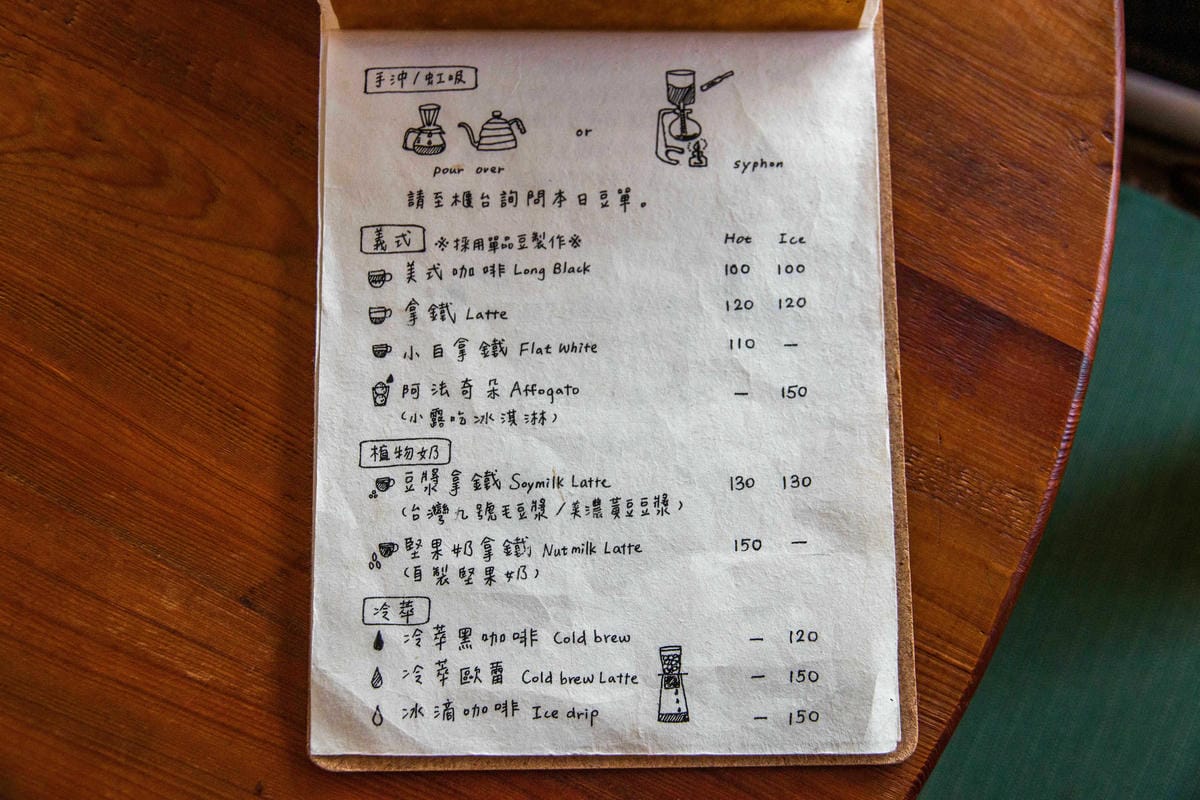 手沖/虹吸
or
pour over
syphon
請至櫃台詢問本日豆單。
義式 ※採用單品豆製作※ Hot Ice
美式咖啡 Long Black 100 100
拿鐵 Latte 120 120
小白拿鐵 Flat White 110 —
阿法奇朵 Affogato — 150
(小露吃冰淇淋)
植物奶
豆漿拿鐵 Soymilk Latte 130 130
(台灣九號毛豆漿/美濃黃豆豆漿)
堅果奶拿鐵 Nutmilk Latte 150 —
(自製堅果奶)
冷萃
冷萃黑咖啡 Cold brew — 120
冷萃歐蕾 Cold brew Latte — 150
冰滴咖啡 Ice drip — 150